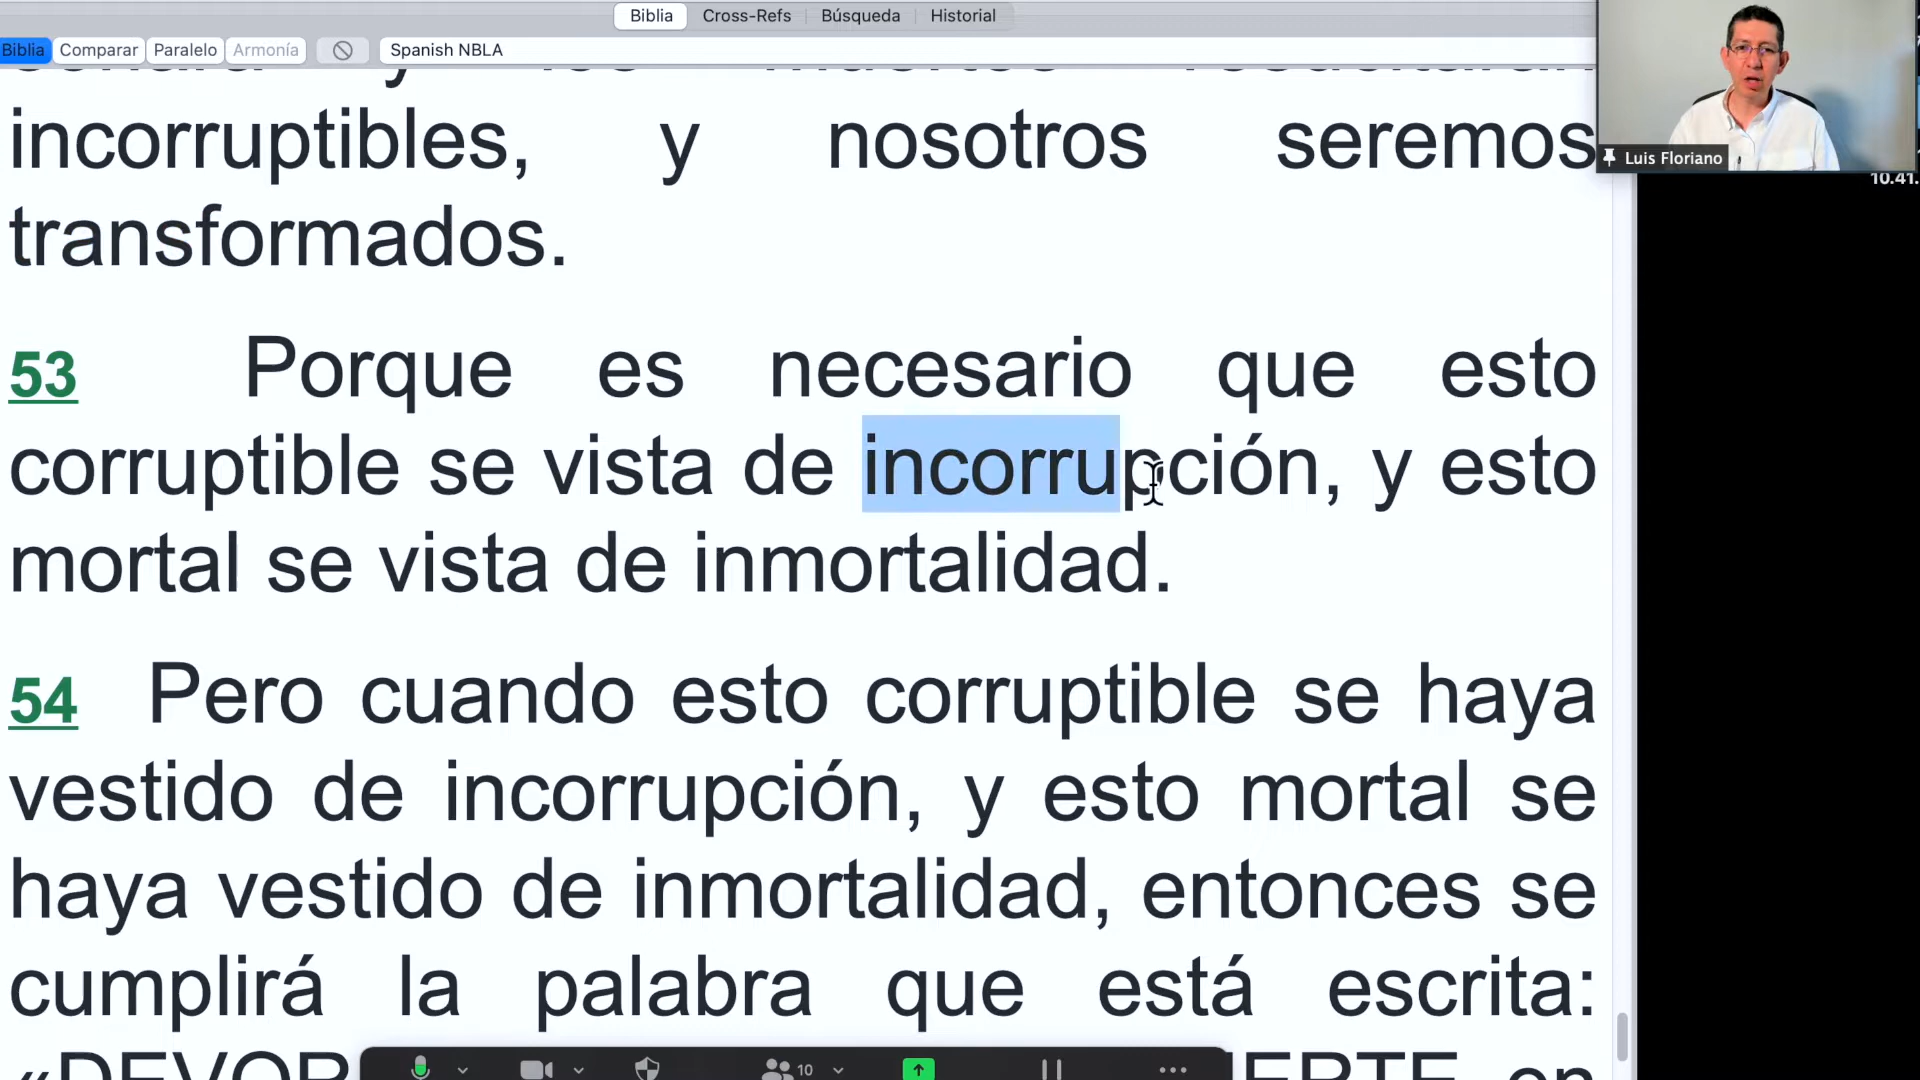 Biblia Cross-Refs Búsqueda Historial
Biblia Comparar Paralelo Armonía Spanish NBLA
incorruptibles, y nosotros seremos
transformados.
53 Porque es necesario que esto
corruptible se vista de incorrupción, y esto
mortal se vista de inmortalidad.
54 Pero cuando esto corruptible se haya
vestido de incorrupción, y esto mortal se
haya vestido de inmortalidad, entonces se
cumplirá la palabra que está escrita:
Luis Floriano
10.41.
10